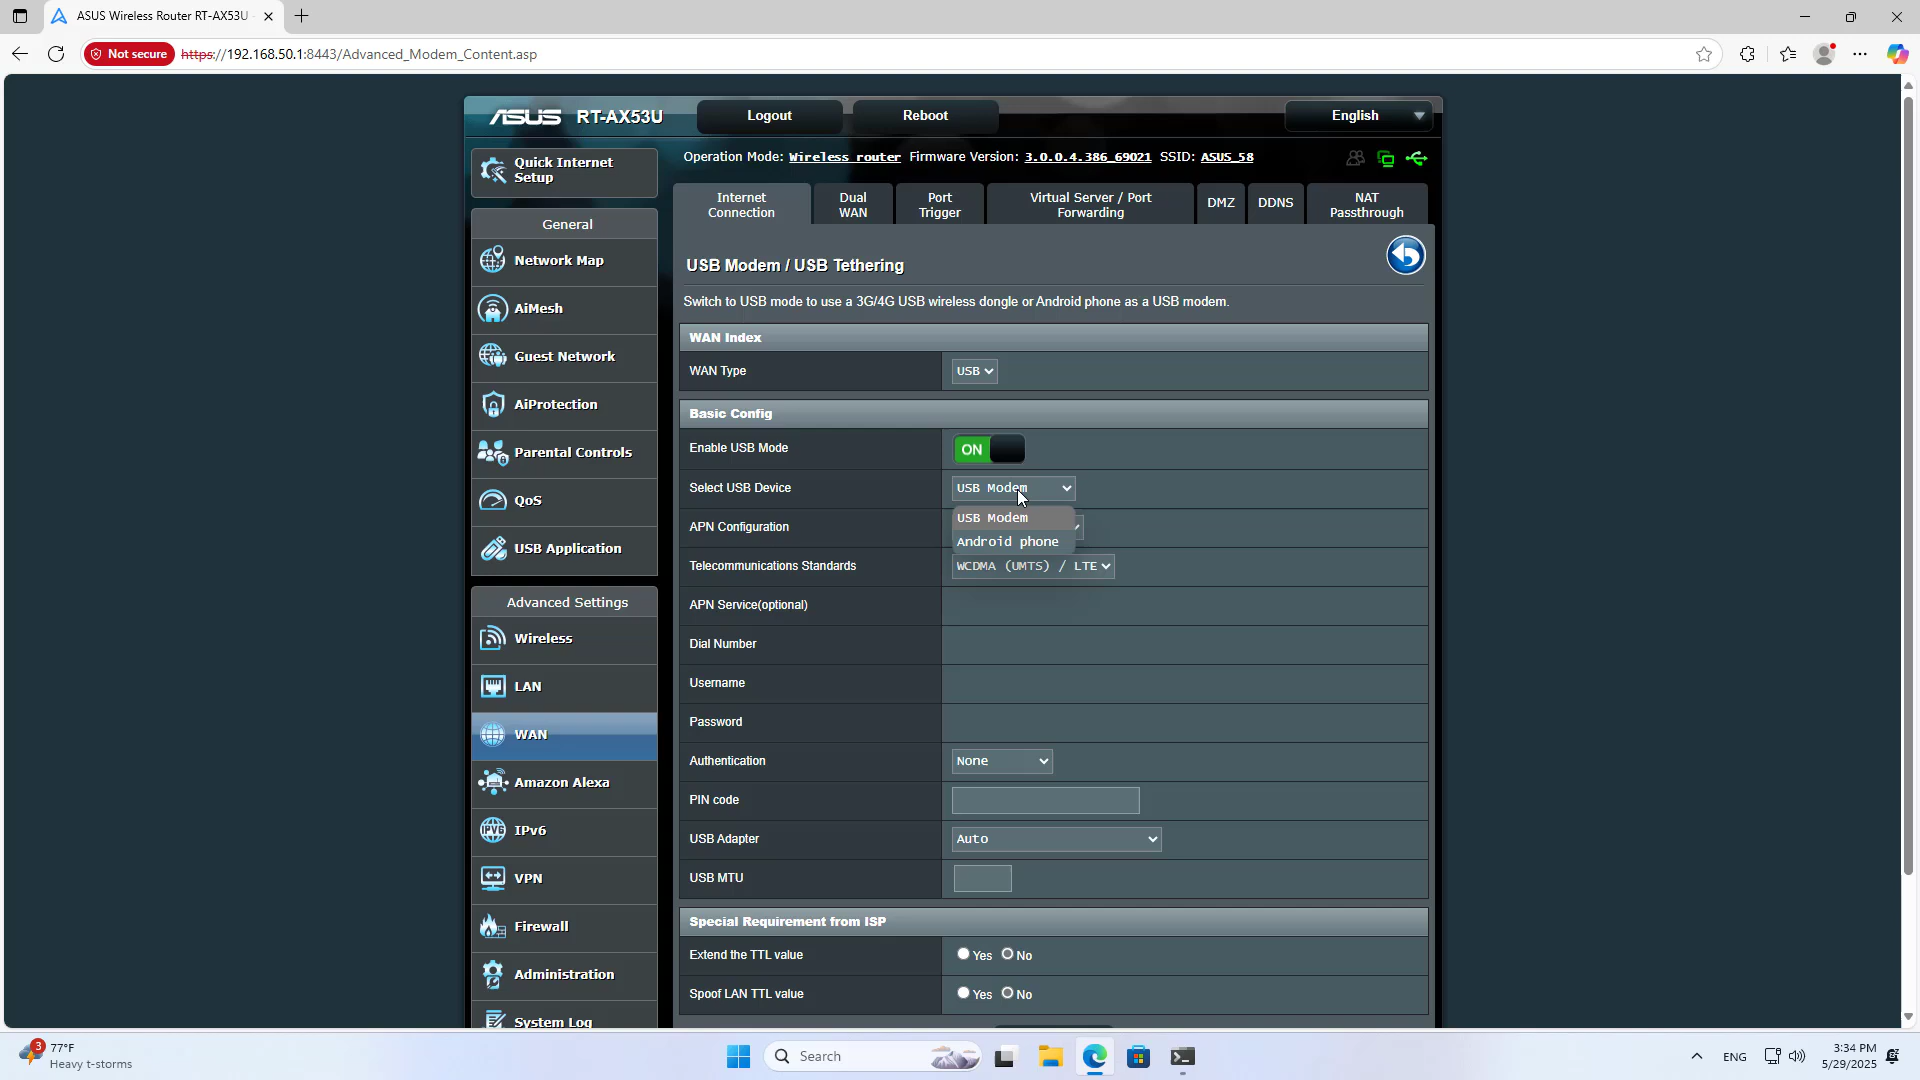 ASUS Wireless Router RT-AX53U
Not secure https://192.168.50.1:8443/Advanced_Modem_Content.asp
ASUS RT-AX53U Logout Reboot English
Quick Internet Setup
Operation Mode: Wireless router Firmware Version: 3.0.0.4.386_69021 SSID: ASUS_58
Internet Connection
Dual WAN
Port Trigger
Virtual Server / Port Forwarding
DMZ
DDNS
NAT Passthrough
General
Network Map
AiMesh
Guest Network
AiProtection
Parental Controls
QoS
USB Application
Advanced Settings
Wireless
LAN
WAN
Amazon Alexa
IPv6
VPN
Firewall
Administration
System Log
USB Modem / USB Tethering
Switch to USB mode to use a 3G/4G USB wireless dongle or Android phone as a USB modem.
WAN Index
WAN Type USB
Basic Config
Enable USB Mode ON
Select USB Device USB Modem
USB Modem
Android phone
APN Configuration
Telecommunications Standards WCDMA (UMTS) / LTE
APN Service(optional)
Dial Number
Username
Password
Authentication None
PIN code
USB Adapter Auto
USB MTU
Special Requirement from ISP
Extend the TTL value Yes No
Spoof LAN TTL value Yes No
3
77°F
Heavy t-storms
Search
ENG
3:34 PM
5/29/2025